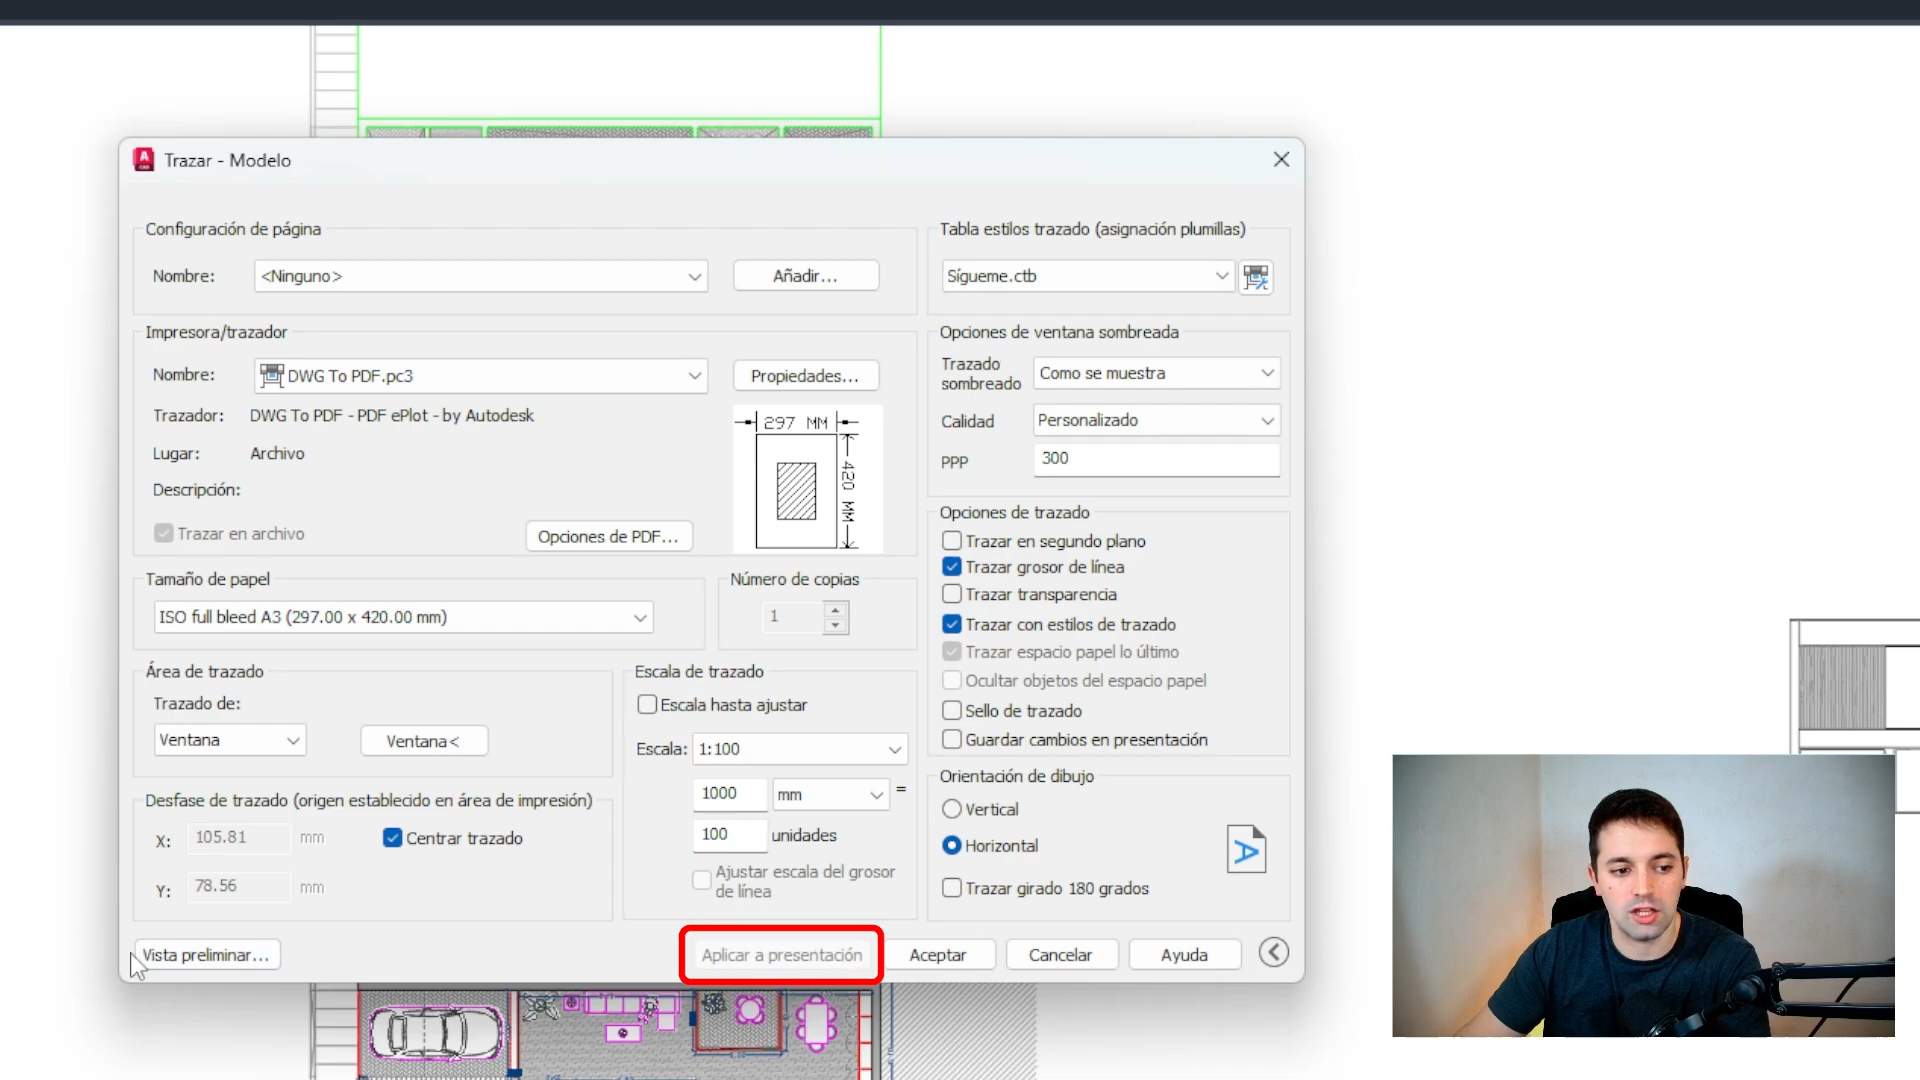 Trazar - Modelo
Configuración de página
Nombre:
<Ninguno>
Añadir...
Impresora/trazador
Nombre:
DWG To PDF.pc3
Propiedades...
Trazador:
DWG To PDF - PDF ePlot - by Autodesk
Lugar:
Archivo
Descripción:
Trazar en archivo
Opciones de PDF...
297 MM
420 MM
Tamaño de papel
ISO full bleed A3 (297.00 x 420.00 mm)
Número de copias
1
Área de trazado
Trazado de:
Ventana
Ventana<
Desfase de trazado (origen establecido en área de impresión)
X:
105.81
mm
Centrar trazado
Y:
78.56
mm
Escala de trazado
Escala hasta ajustar
Escala:
1:100
1000
mm
=
100
unidades
Ajustar escala del grosor
de línea
Tabla estilos trazado (asignación plumillas)
Sígueme.ctb
Opciones de ventana sombreada
Trazado
sombreado
Como se muestra
Calidad
Personalizado
PPP
300
Opciones de trazado
Trazar en segundo plano
Trazar grosor de línea
Trazar transparencia
Trazar con estilos de trazado
Trazar espacio papel lo último
Ocultar objetos del espacio papel
Sello de trazado
Guardar cambios en presentación
Orientación de dibujo
Vertical
Horizontal
A
Trazar girado 180 grados
Vista preliminar...
Aplicar a presentación
Aceptar
Cancelar
Ayuda